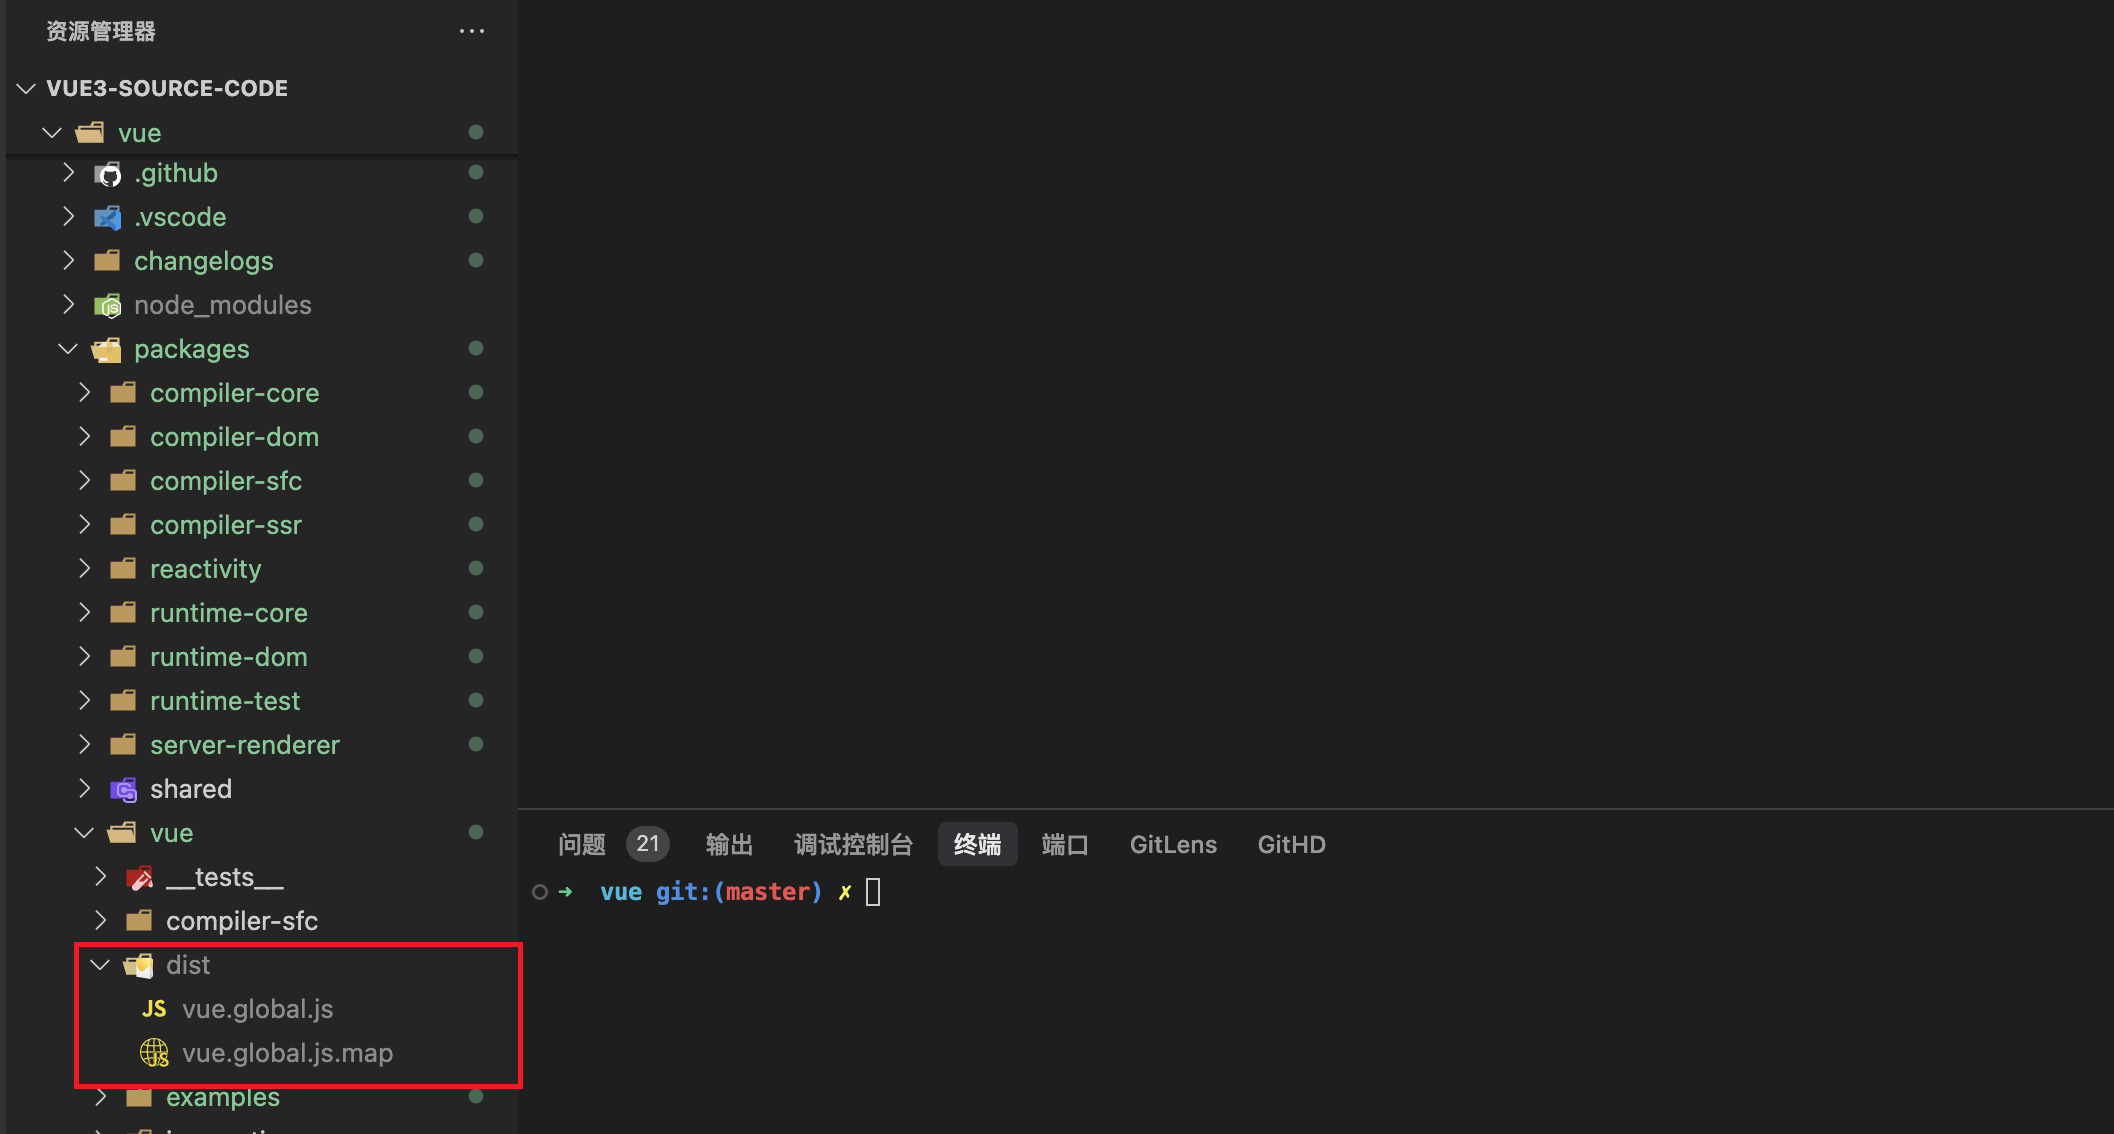 资源管理器
VUE3-SOURCE-CODE
vue
.github
.vscode
changelogs
node_modules
packages
compiler-core
compiler-dom
compiler-sfc
compiler-ssr
reactivity
runtime-core
runtime-dom
runtime-test
server-renderer
shared
vue
__tests__
compiler-sfc
dist
JS vue.global.js
JS vue.global.js.map
examples
问题 21 输出 调试控制台 终端 端口 GitLens GitHD
➜ vue git:(master) ✗